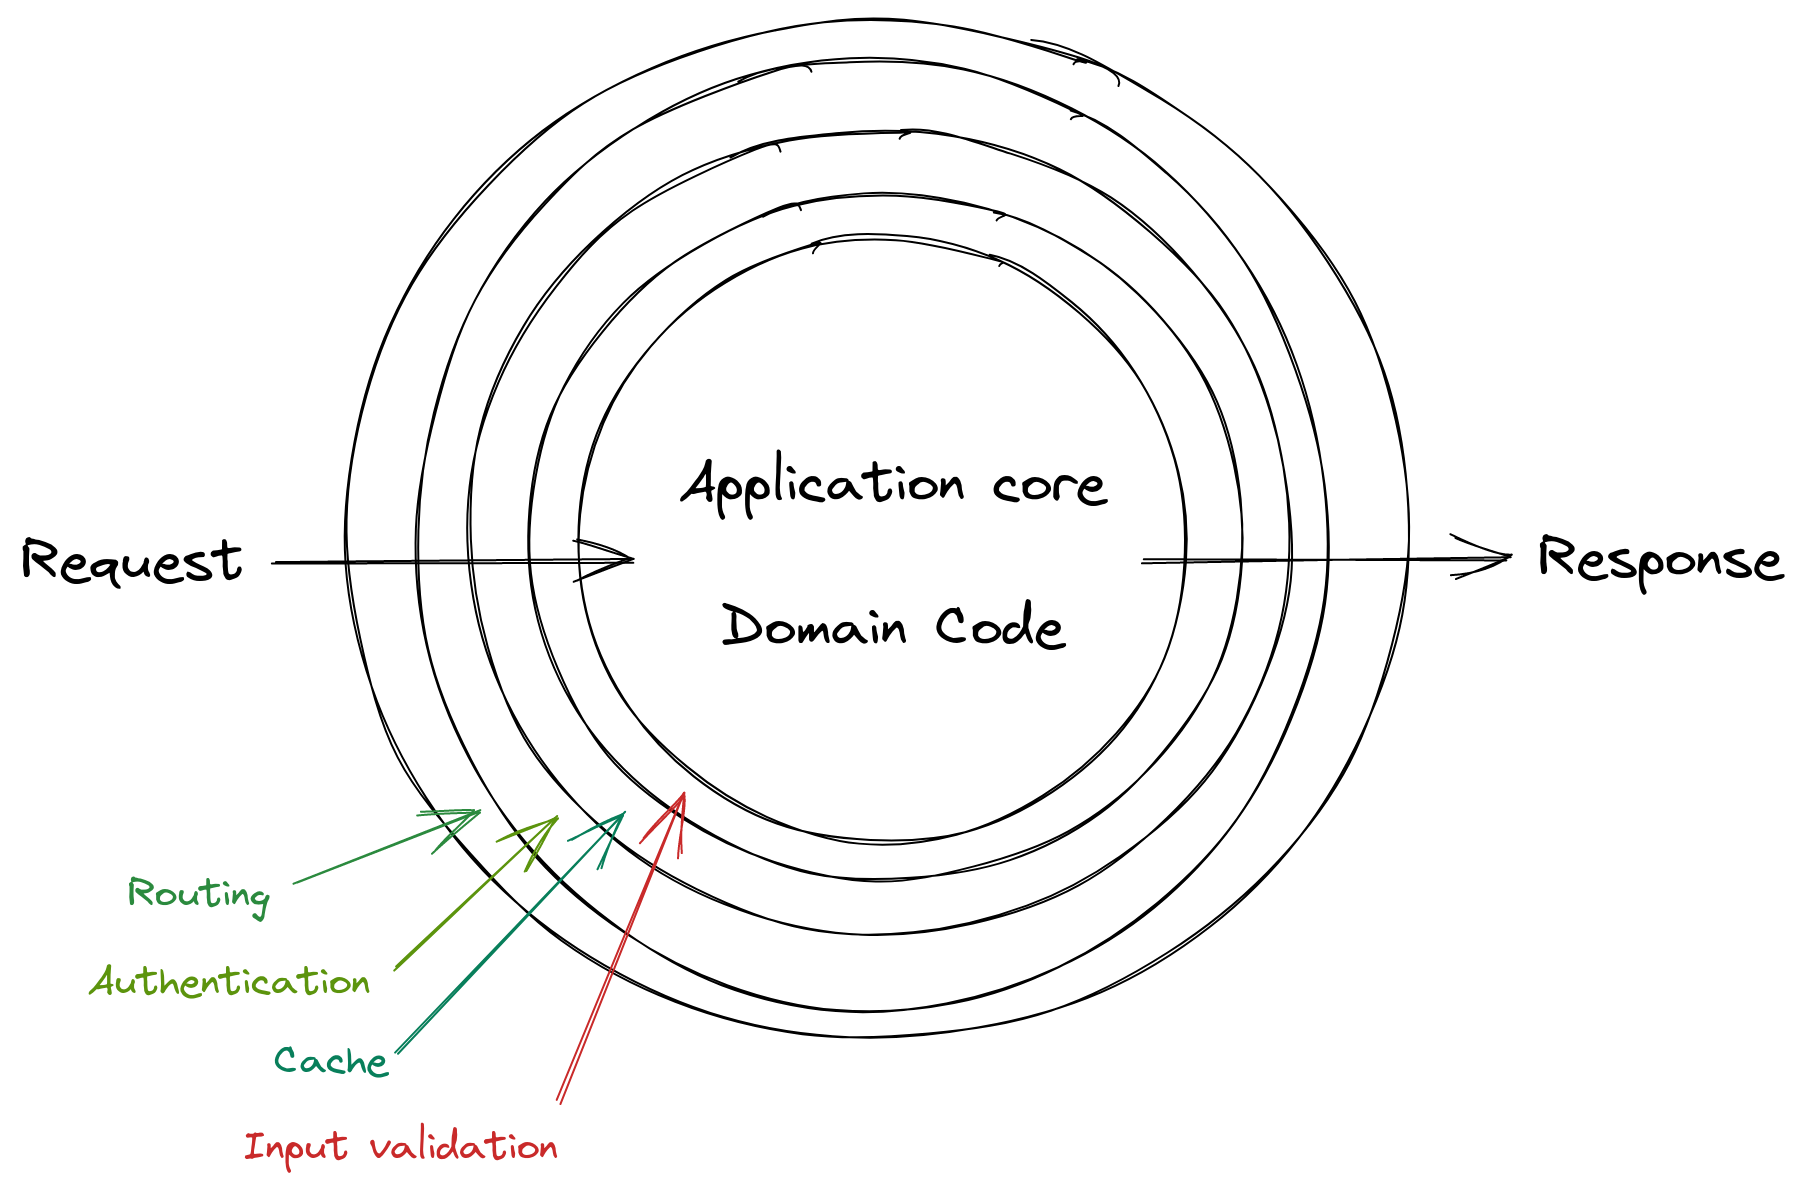 Application core
Request
Response
Domain Code
Routing
Authentication
Cache
Input validation